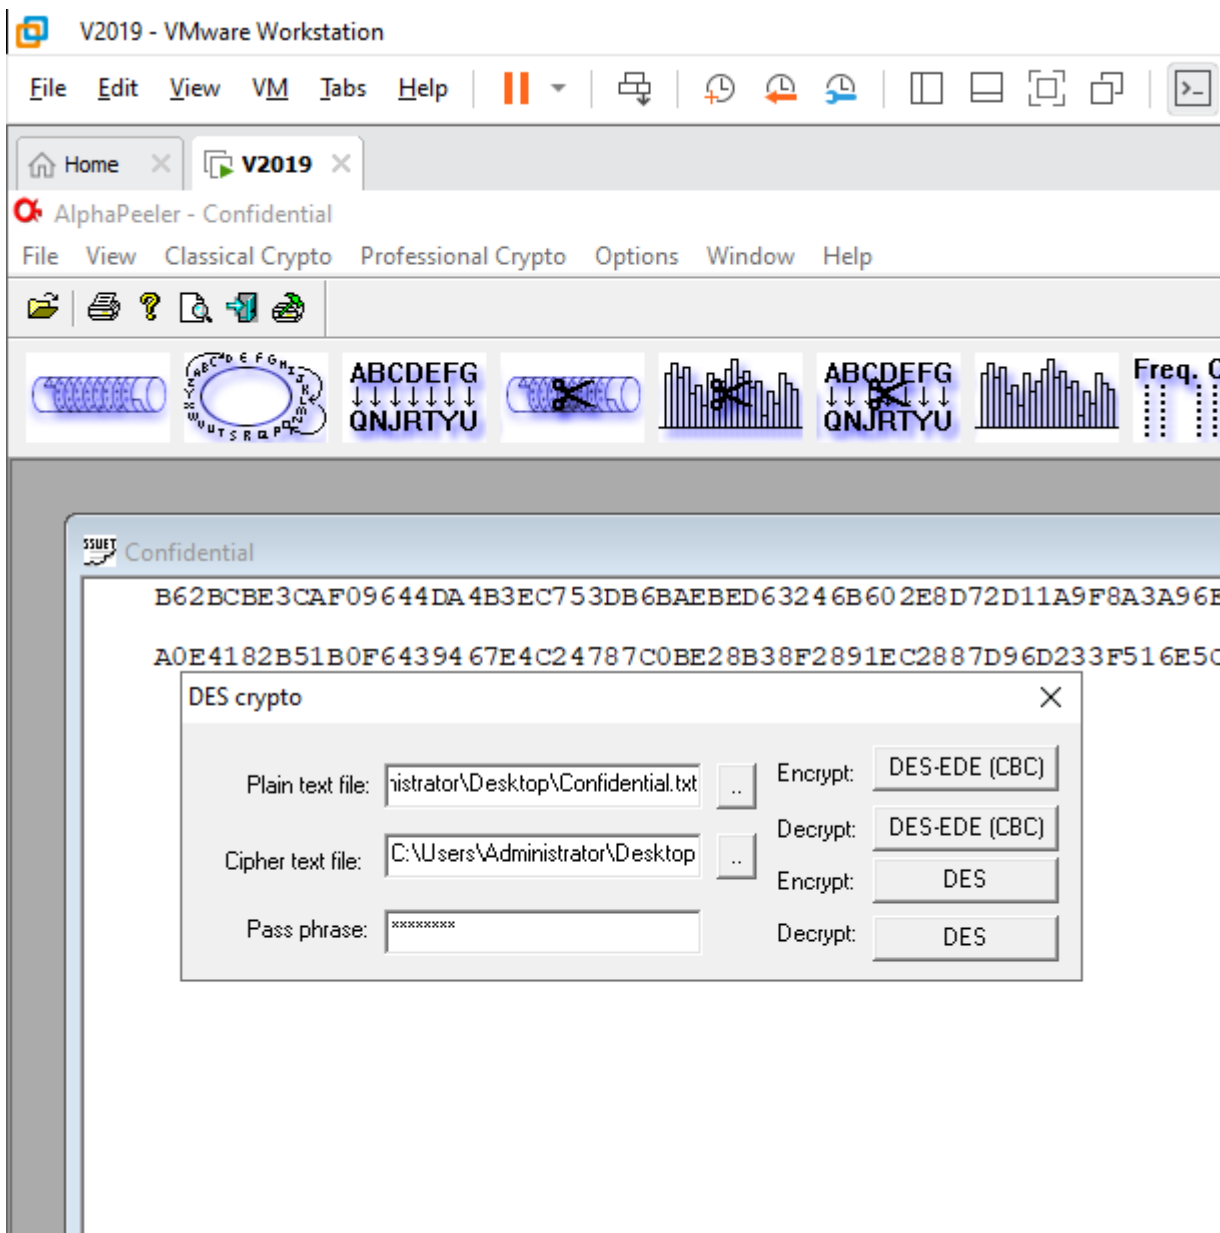 V2019 - VMware Workstation
File Edit View VM Tabs Help
Home V2019
AlphaPeeler - Confidential
File View Classical Crypto Professional Crypto Options Window Help
ABCDEFG
QNJRTYU
ABCDEFG
QNJRTYU
Freq.
SSUET Confidential
B62BCBE3CAF09644DA4B3EC753DB6BAEBED63246B602E8D72D11A9F8A3A96
A0E4182B51B0F6439467E4C24787C0BE28B38F2891EC2887D96D233F516E5
DES crypto
Plain text file: nistrator\Desktop\Confidential.txt .. Encrypt: DES-EDE (CBC)
Decrypt: DES-EDE (CBC)
Cipher text file: C:\Users\Administrator\Desktop .. Encrypt: DES
Pass phrase: ******** Decrypt: DES